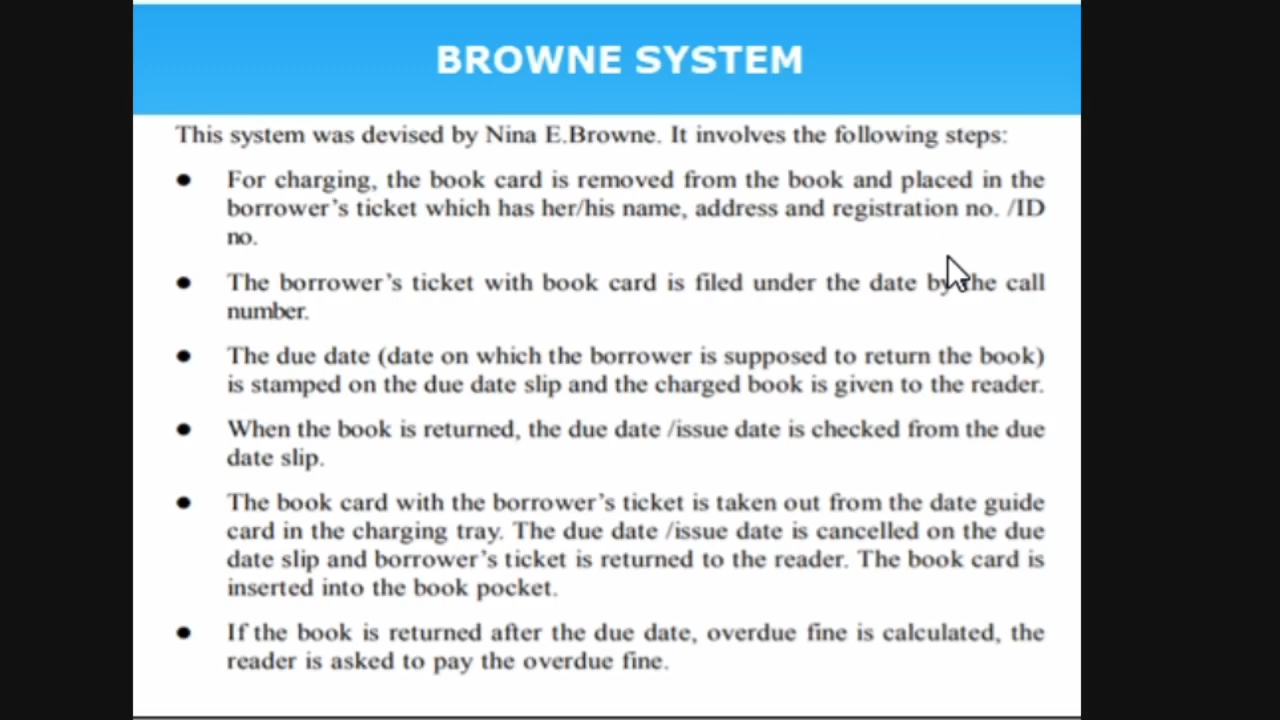 BROWNE SYSTEM
This system was devised by Nina E.Browne. It involves the following steps:
● For charging, the book card is removed from the book and placed in the
borrower’s ticket which has her/his name, address and registration no. /ID
no.
● The borrower’s ticket with book card is filed under the date by the call
number.
● The due date (date on which the borrower is supposed to return the book)
is stamped on the due date slip and the charged book is given to the reader.
● When the book is returned, the due date /issue date is checked from the due
date slip.
● The book card with the borrower’s ticket is taken out from the date guide
card in the charging tray. The due date /issue date is cancelled on the due
date slip and borrower’s ticket is returned to the reader. The book card is
inserted into the book pocket.
● If the book is returned after the due date, overdue fine is calculated, the
reader is asked to pay the overdue fine.